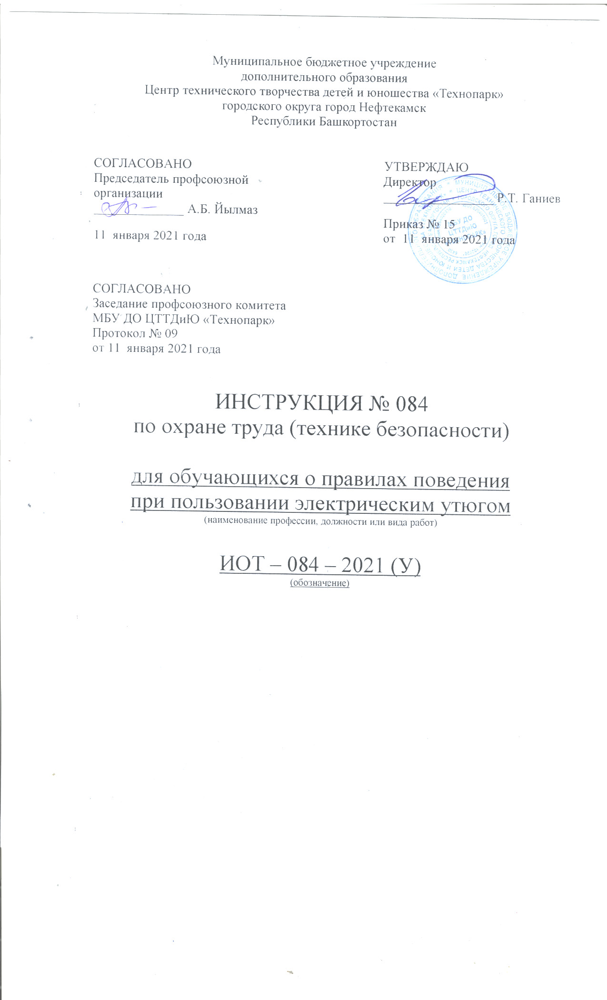 Муниципальное бюджетное учреждение
дополнительного образования
Центр технического творчества детей и юношества «Технопарк»
городского округа город Нефтекамск
Республики Башкортостан
СОГЛАСОВАНО
Председатель профсоюзной
организации
А.Б. Йылмаз
11 января 2021 года
УТВЕРЖДАЮ
Директор
Р.Т. Ганиев
Приказ № 15
от 11 января 2021 года
МБУ ДО
ЦТТДиЮ
СОГЛАСОВАНО
Заседание профсоюзного комитета
МБУ ДО ЦТТДиЮ «Технопарк»
Протокол № 09
от 11 января 2021 года
ИНСТРУКЦИЯ № 084
по охране труда (технике безопасности)
для обучающихся о правилах поведения
при пользовании электрическим утюгом
(наименование профессии, должности или вида работ)
ИОТ – 084 – 2021 (У)
(обозначение)